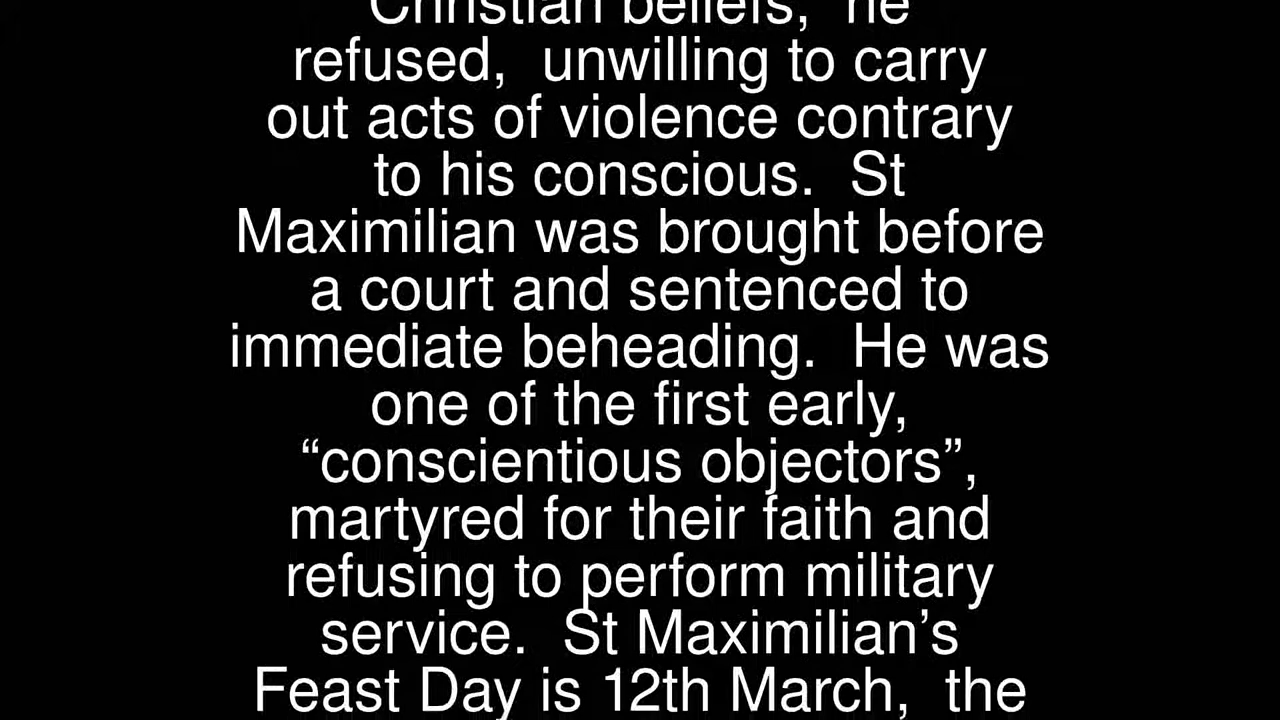 Christian beliefs,  he
refused,  unwilling to carry
out acts of violence contrary
to his conscious.  St
Maximilian was brought before
a court and sentenced to
immediate beheading.  He was
one of the first early,
“conscientious objectors”,
martyred for their faith and
refusing to perform military
service.  St Maximilian’s
Feast Day is 12th March,  the